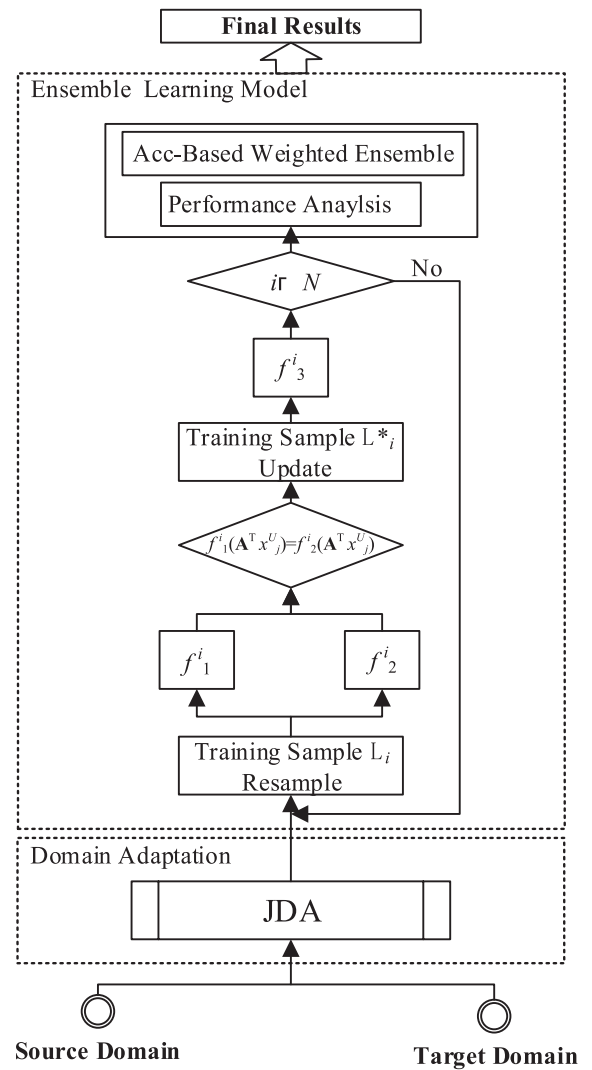 Final Results
Ensemble Learning Model
Acc-Based Weighted Ensemble
Performance Anaylsis
iг N
No
f^i_3
Training Sample L*_i
Update
f^i_1(A^T x^U_j)=f^i_2(A^T x^U_j)
f^i_1
f^i_2
Training Sample L_i
Resample
Domain Adaptation
JDA
Source Domain
Target Domain